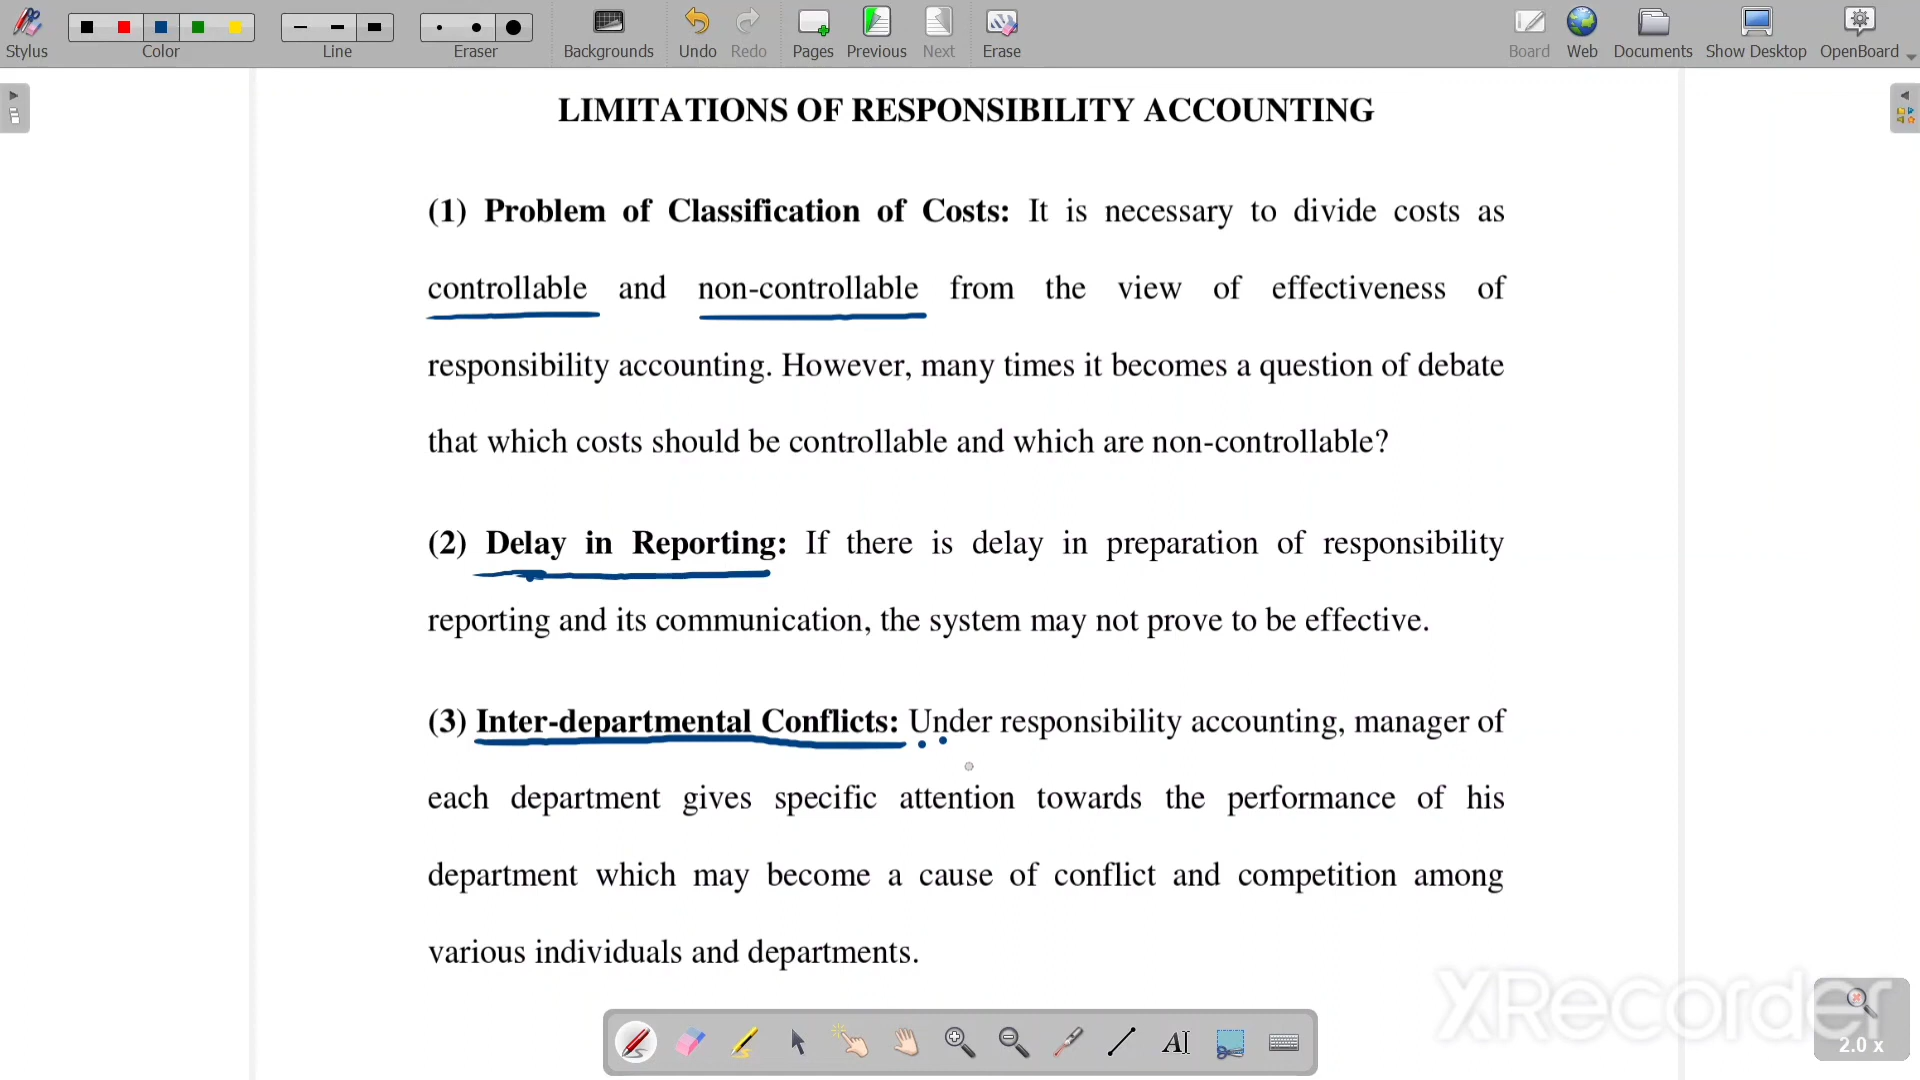 Stylus
Color
Line
Eraser
Backgrounds
Undo
Redo
Pages
Previous
Next
Erase
Board
Web
Documents
Show Desktop
OpenBoard
LIMITATIONS OF RESPONSIBILITY ACCOUNTING
(1) Problem of Classification of Costs: It is necessary to divide costs as
controllable and non-controllable from the view of effectiveness of
responsibility accounting. However, many times it becomes a question of debate
that which costs should be controllable and which are non-controllable?
(2) Delay in Reporting: If there is delay in preparation of responsibility
reporting and its communication, the system may not prove to be effective.
(3) Inter-departmental Conflicts: Under responsibility accounting, manager of
each department gives specific attention towards the performance of his
department which may become a cause of conflict and competition among
various individuals and departments.
XRecorder
AI
2.0 x